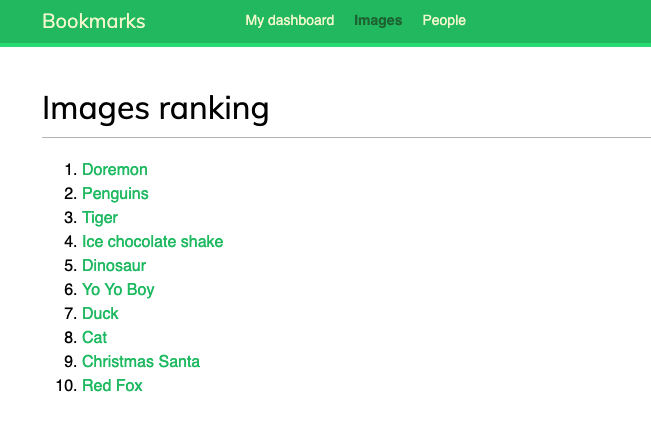 Bookmarks My dashboard Images People
Images ranking
1. Doremon
2. Penguins
3. Tiger
4. Ice chocolate shake
5. Dinosaur
6. Yo Yo Boy
7. Duck
8. Cat
9. Christmas Santa
10. Red Fox